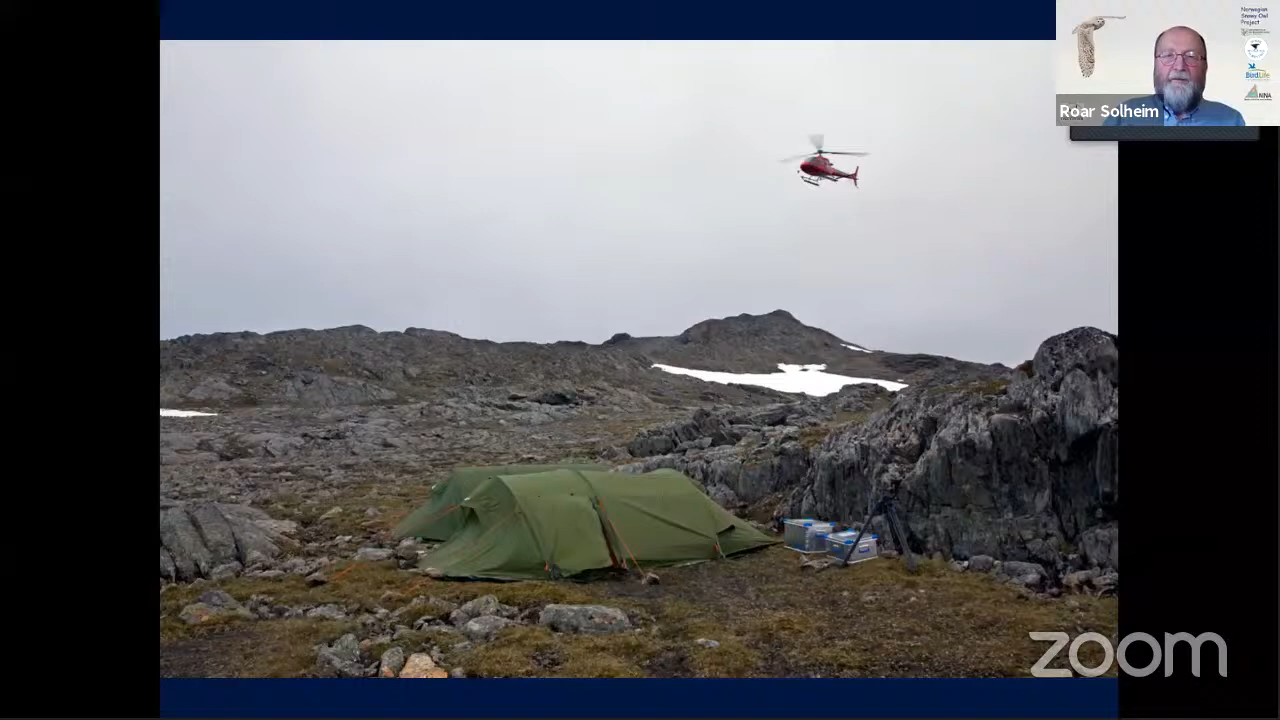 Norwegian
Snowy Owl
Project
BirdLife
NINA
Roar Solheim
zoom